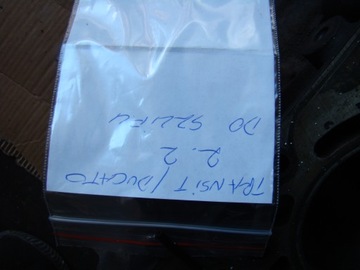 TRANSIT / DUCATO
2.2
DO SZLIFU